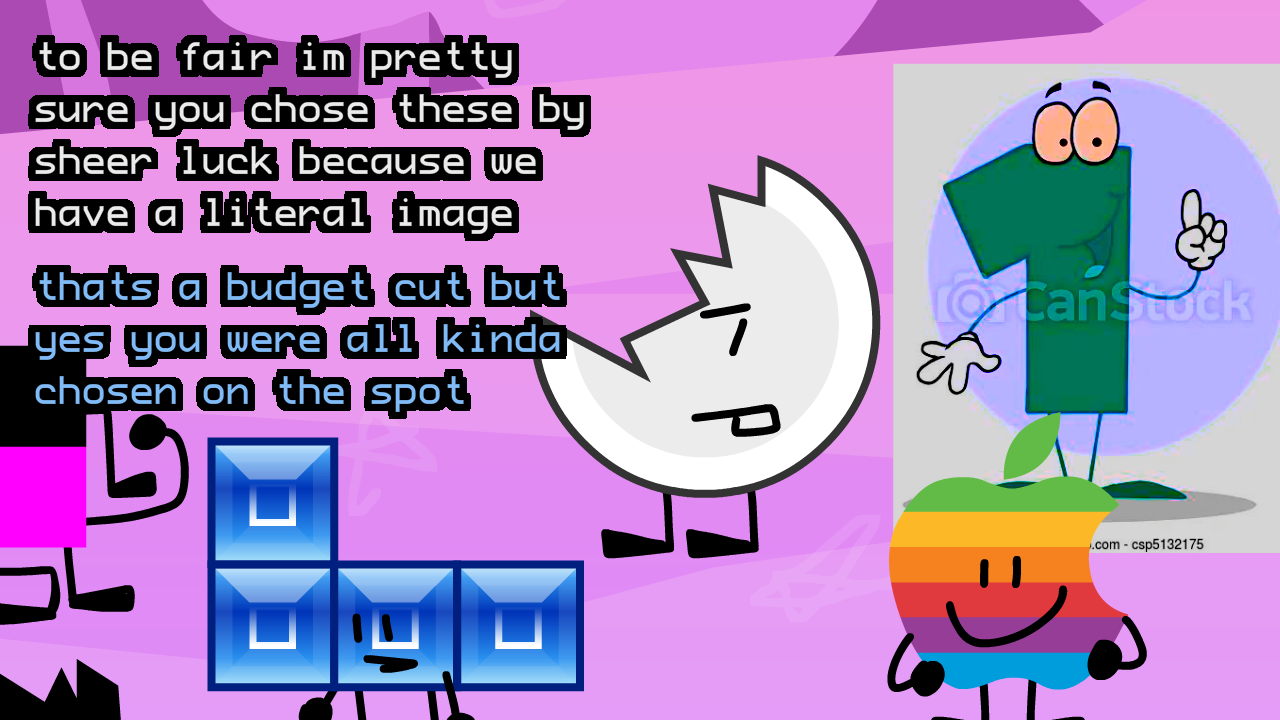 to be fair im pretty
sure you chose these by
sheer luck because we
have a literal image
thats a budget cut but
yes you were all kinda
chosen on the spot
CanStock
.com - csp5132175